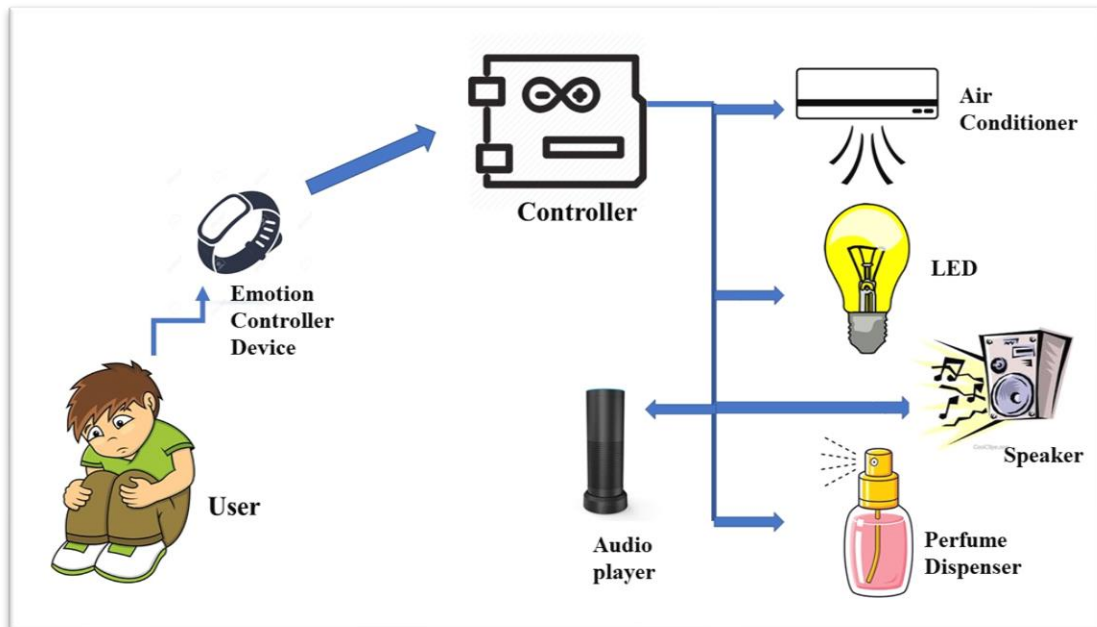 Air
Conditioner
Controller
LED
Emotion
Controller
Device
Speaker
User
Audio
player
Perfume
Dispenser